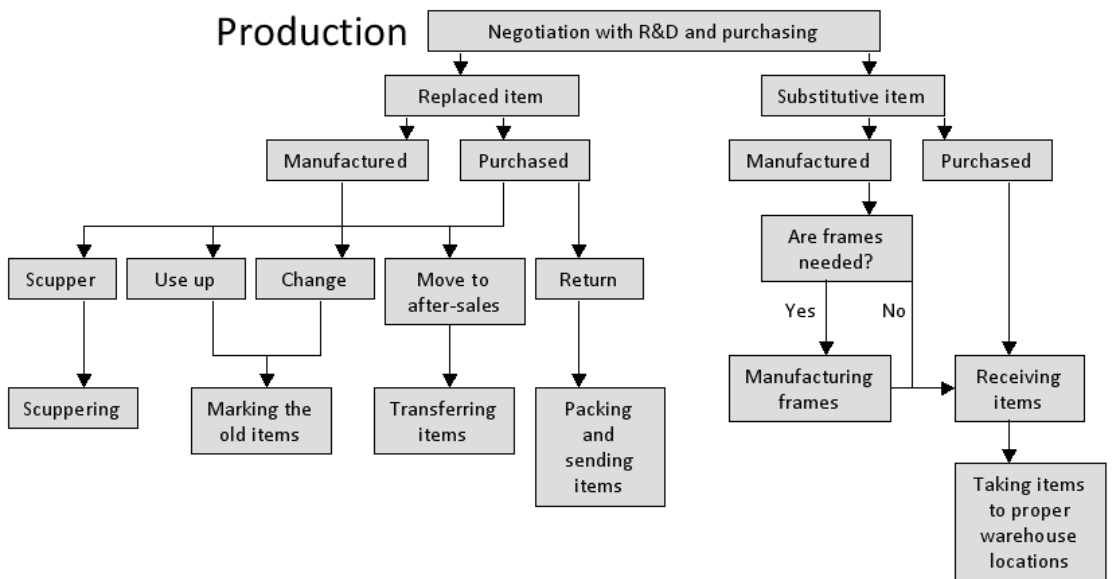 Production
Negotiation with R&D and purchasing
Replaced item
Substitutive item
Manufactured
Purchased
Manufactured
Purchased
Are frames
needed?
Scupper
Use up
Change
Move to
after-sales
Return
Yes
No
Scuppering
Marking the
old items
Transferring
items
Packing
and
sending
items
Manufacturing
frames
Receiving
items
Taking items
to proper
warehouse
locations